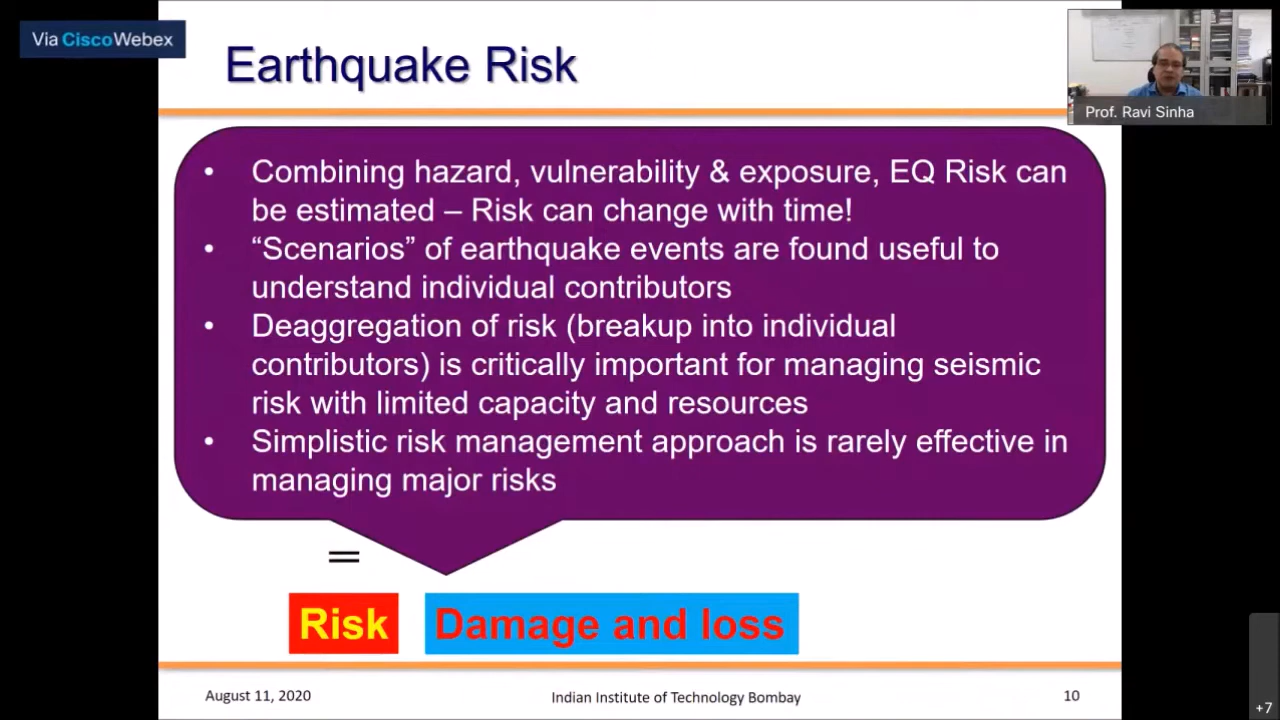 Via CiscoWebex
Earthquake Risk
Prof. Ravi Sinha
• Combining hazard, vulnerability & exposure, EQ Risk can
be estimated – Risk can change with time!
• “Scenarios” of earthquake events are found useful to
understand individual contributors
• Deaggregation of risk (breakup into individual
contributors) is critically important for managing seismic
risk with limited capacity and resources
• Simplistic risk management approach is rarely effective in
managing major risks
=
Risk Damage and loss
August 11, 2020 Indian Institute of Technology Bombay 10
+7